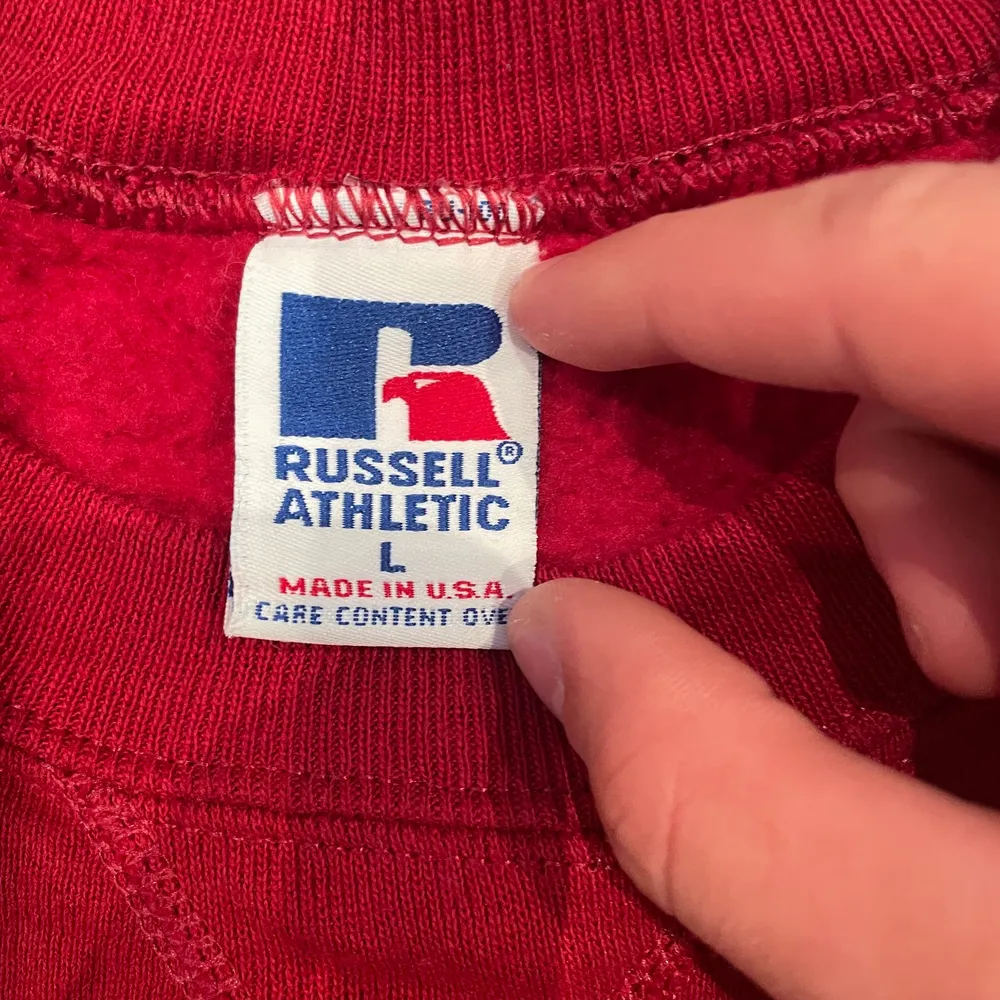 RUSSELL®
ATHLETIC
L
MADE IN U.S.A.
CARE CONTENT